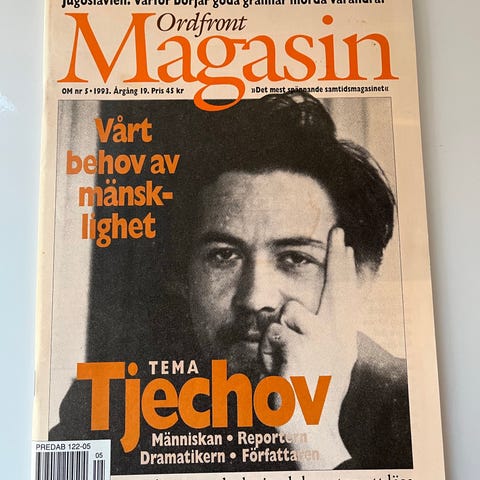 Jugoslavien. Varför börjar goda grannar mörda varandra?
Ordfront
Magasin
OM nr 5 • 1993. Årgång 19. Pris 45 kr »Det mest spännande samtidsmagasinet«
Vårt
behov av
mänsk-
lighet
TEMA
Tjechov
Människan • Reportern
Dramatikern • Författaren
PREDAB 122-05
05